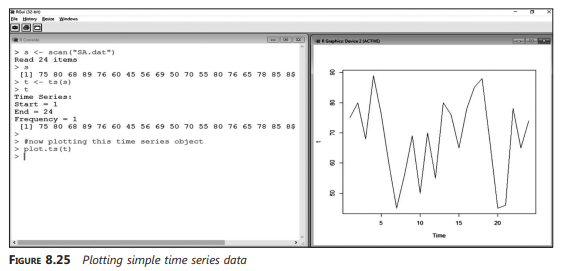 RGui (32-bit)
File History Resize Windows
R Console
> s <- scan("SA.dat")
Read 24 items
> s
[1] 75 80 68 89 76 60 45 56 69 50 70 55 80 76 65 78 85 8$
> t <- ts(s)
> t
Time Series:
Start = 1
End = 24
Frequency = 1
[1] 75 80 68 89 76 60 45 56 69 50 70 55 80 76 65 78 85 8$
>
> #now plotting this time series object
> plot.ts(t)
>
R Graphics: Device 2 (ACTIVE)
90
80
70
60
50
t
5 10 15 20
Time
FIGURE 8.25 Plotting simple time series data